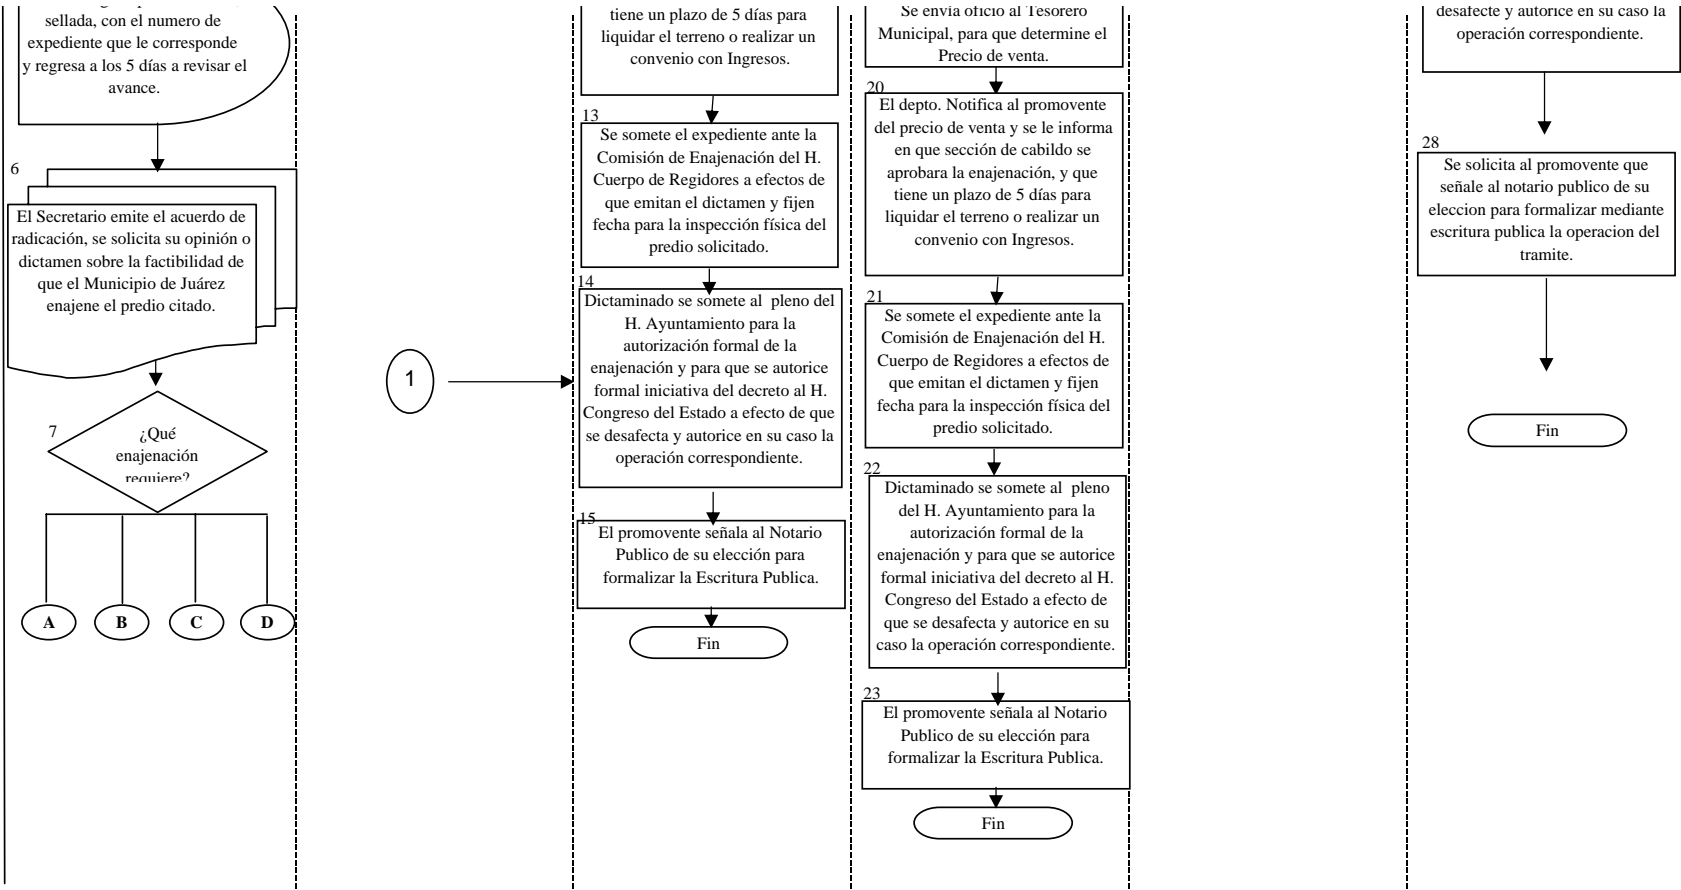 sellada, con el numero de
expediente que le corresponde
y regresa a los 5 días a revisar el
avance.
6
El Secretario emite el acuerdo de
radicación, se solicita su opinión o
dictamen sobre la factibilidad de
que el Municipio de Juárez
enajene el predio citado.
7
¿Qué
enajenación
requiere?
A
B
C
D
1
tiene un plazo de 5 días para
liquidar el terreno o realizar un
convenio con Ingresos.
13
Se somete el expediente ante la
Comisión de Enajenación del H.
Cuerpo de Regidores a efectos de
que emitan el dictamen y fijen
fecha para la inspección física del
predio solicitado.
14
Dictaminado se somete al pleno del
H. Ayuntamiento para la
autorización formal de la
enajenación y para que se autorice
formal iniciativa del decreto al H.
Congreso del Estado a efecto de que
se desafecta y autorice en su caso la
operación correspondiente.
15
El promovente señala al Notario
Publico de su elección para
formalizar la Escritura Publica.
Fin
Se envía oficio al Tesorero
Municipal, para que determine el
Precio de venta.
20
El depto. Notifica al promovente
del precio de venta y se le informa
en que sección de cabildo se
aprobara la enajenación, y que
tiene un plazo de 5 días para
liquidar el terreno o realizar un
convenio con Ingresos.
21
Se somete el expediente ante la
Comisión de Enajenación del H.
Cuerpo de Regidores a efectos de
que emitan el dictamen y fijen
fecha para la inspección física del
predio solicitado.
22
Dictaminado se somete al pleno
del H. Ayuntamiento para la
autorización formal de la
enajenación y para que se autorice
formal iniciativa del decreto al H.
Congreso del Estado a efecto de
que se desafecta y autorice en su
caso la operación correspondiente.
23
El promovente señala al Notario
Publico de su elección para
formalizar la Escritura Publica.
Fin
desafecte y autorice en su caso la
operación correspondiente.
28
Se solicita al promovente que
señale al notario publico de su
eleccion para formalizar mediante
escritura publica la operacion del
tramite.
Fin